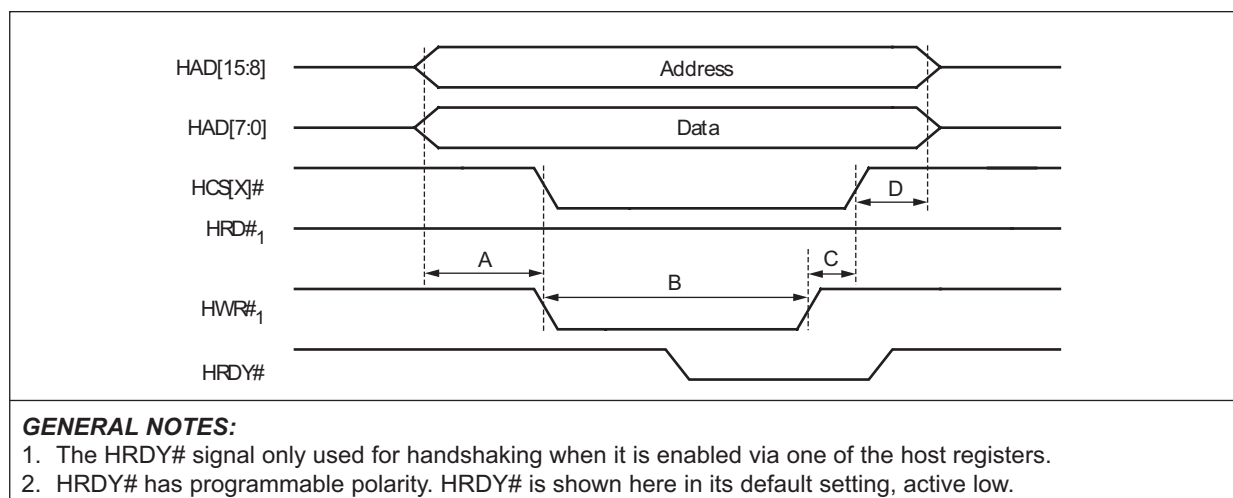 HAD[15:8]
Address
HAD[7:0]
Data
HCS[X]#
D
HRD#1
A
C
B
HWR#1
HRDY#
GENERAL NOTES:
1. The HRDY# signal only used for handshaking when it is enabled via one of the host registers.
2. HRDY# has programmable polarity. HRDY# is shown here in its default setting, active low.